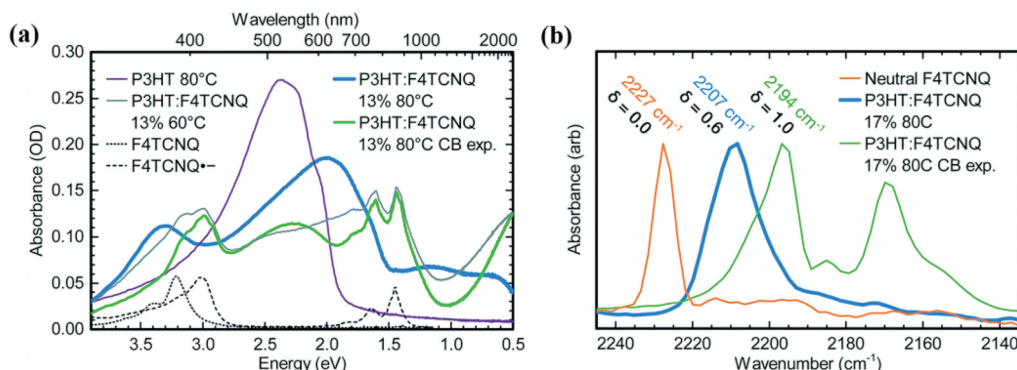 (a)
Wavelength (nm)
400 500 600 700 1000 2000
0.30
0.25
0.20
0.15
0.10
0.05
0.00
Absorbance (OD)
P3HT 80°C
P3HT:F4TCNQ
13% 60°C
F4TCNQ
F4TCNQ•−
P3HT:F4TCNQ
13% 80°C
P3HT:F4TCNQ
13% 80°C CB exp.
3.5 3.0 2.5 2.0 1.5 1.0 0.5
Energy (eV)
(b)
Absorbance (arb)
2227 cm⁻¹
δ = 0.0
2207 cm⁻¹
δ = 0.6
2194 cm⁻¹
δ = 1.0
Neutral F4TCNQ
P3HT:F4TCNQ
17% 80C
P3HT:F4TCNQ
17% 80C CB exp.
2240 2220 2200 2180 2160 2140
Wavenumber (cm⁻¹)